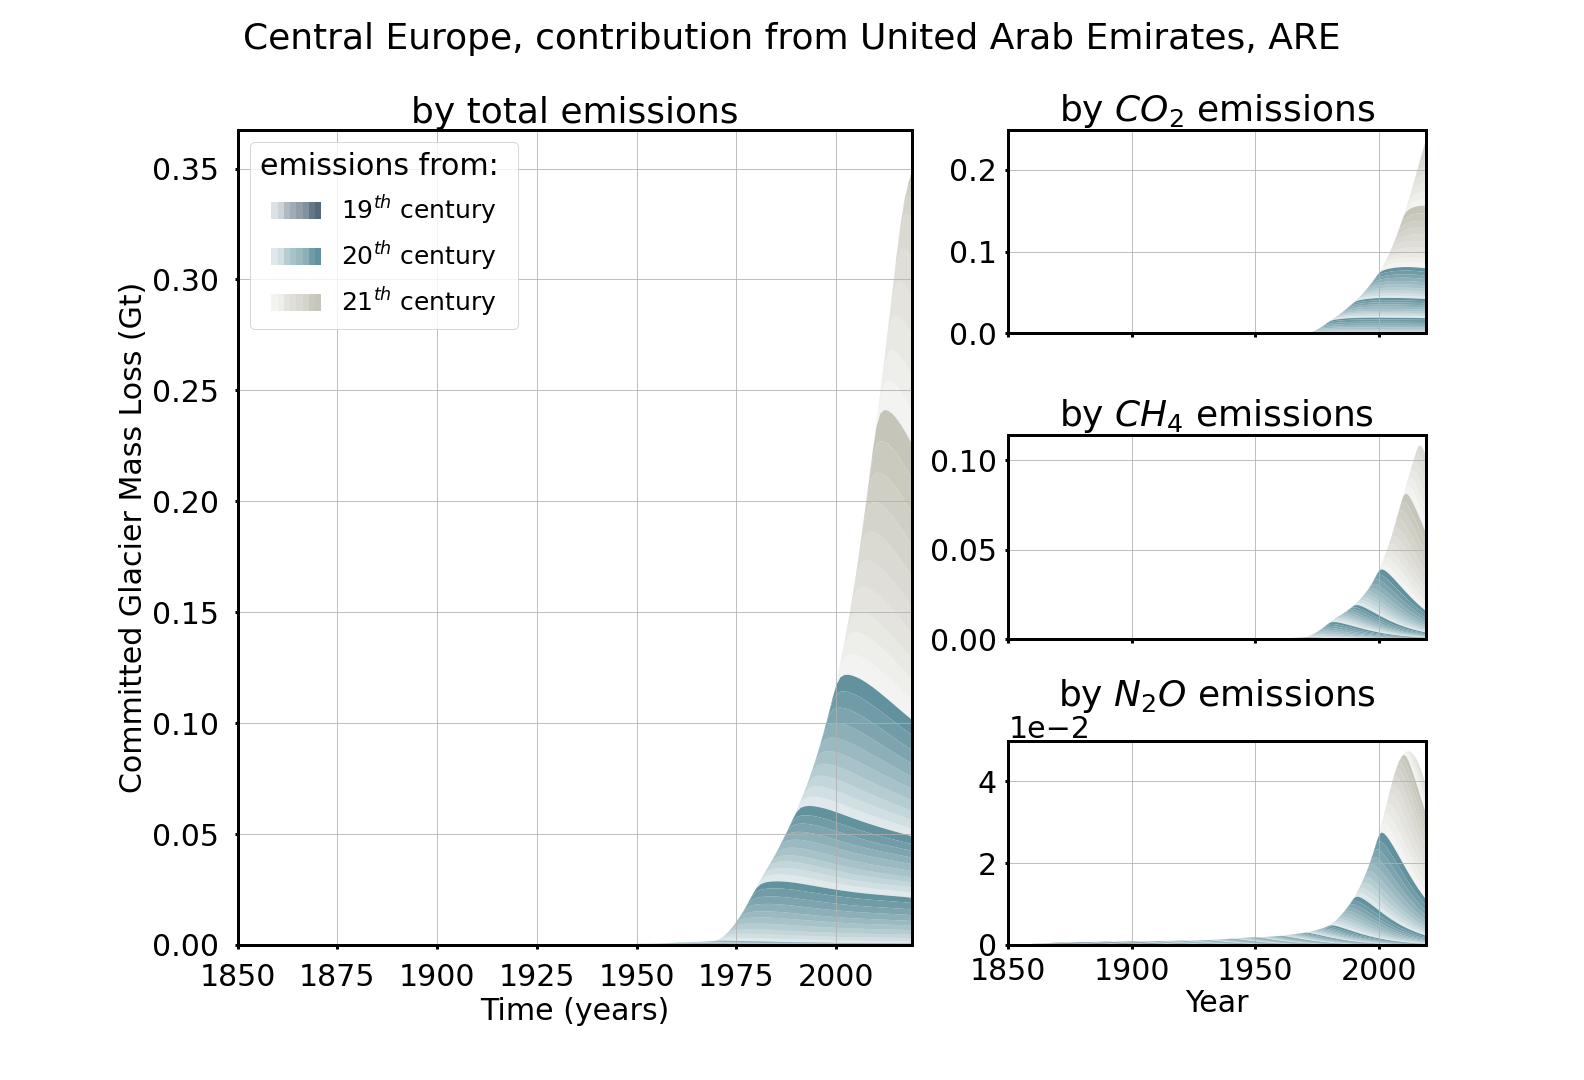 Central Europe, contribution from United Arab Emirates, ARE
by total emissions
Committed Glacier Mass Loss (Gt)
0.35
0.30
0.25
0.20
0.15
0.10
0.05
0.00
emissions from:
19th century
20th century
21th century
1850 1875 1900 1925 1950 1975 2000
Time (years)
by CO2 emissions
0.2
0.1
0.0
by CH4 emissions
0.10
0.05
0.00
by N2O emissions
1e−2
4
2
0
1850 1900 1950 2000
Year